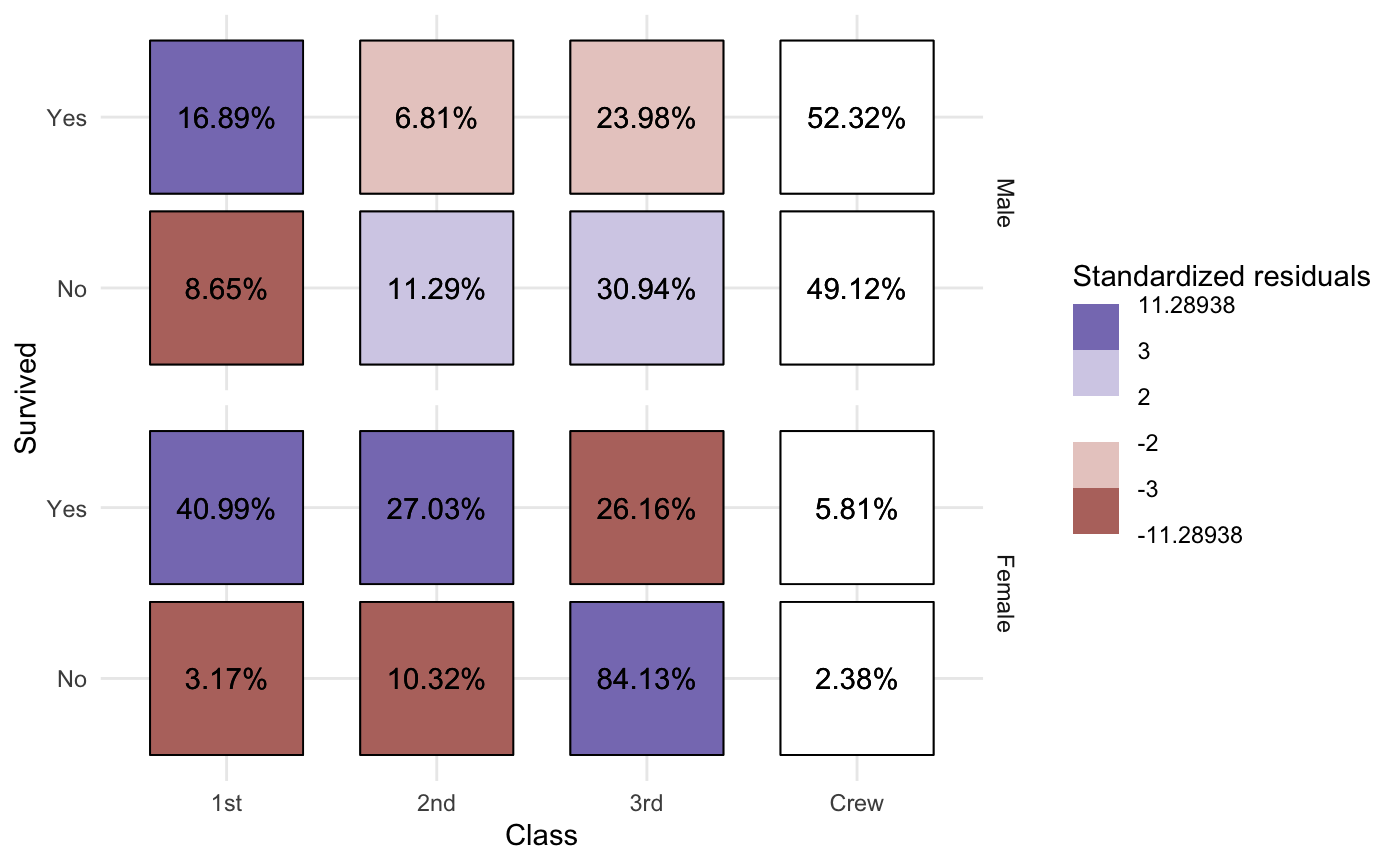 Yes
16.89% 6.81% 23.98% 52.32%
Male
No
8.65% 11.29% 30.94% 49.12%
Survived
Yes
40.99% 27.03% 26.16% 5.81%
Female
No
3.17% 10.32% 84.13% 2.38%
1st 2nd 3rd Crew
Class
Standardized residuals
11.28938
3
2
-2
-3
-11.28938